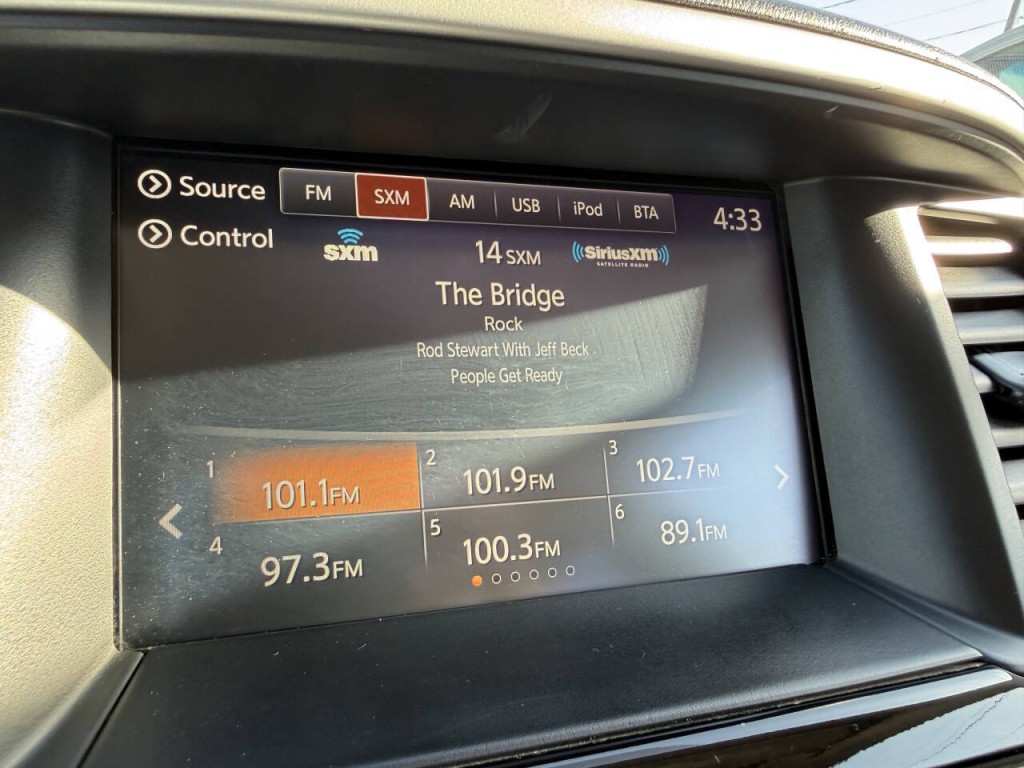 Source FM SXM AM USB iPod BTA 4:33
Control sxm 14 SXM SiriusXM
SATELLITE RADIO
The Bridge
Rock
Rod Stewart With Jeff Beck
People Get Ready
1 101.1FM 2 101.9FM 3 102.7FM
4 97.3FM 5 100.3FM 6 89.1FM